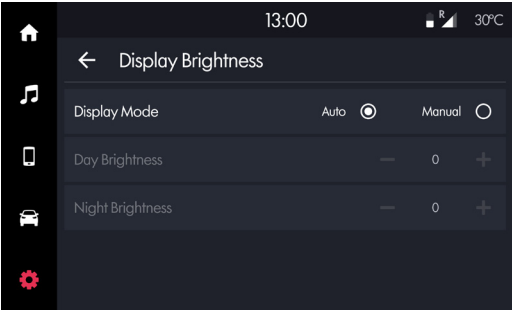 13:00 R 30°C
Display Brightness
Display Mode Auto Manual
Day Brightness 0
Night Brightness 0